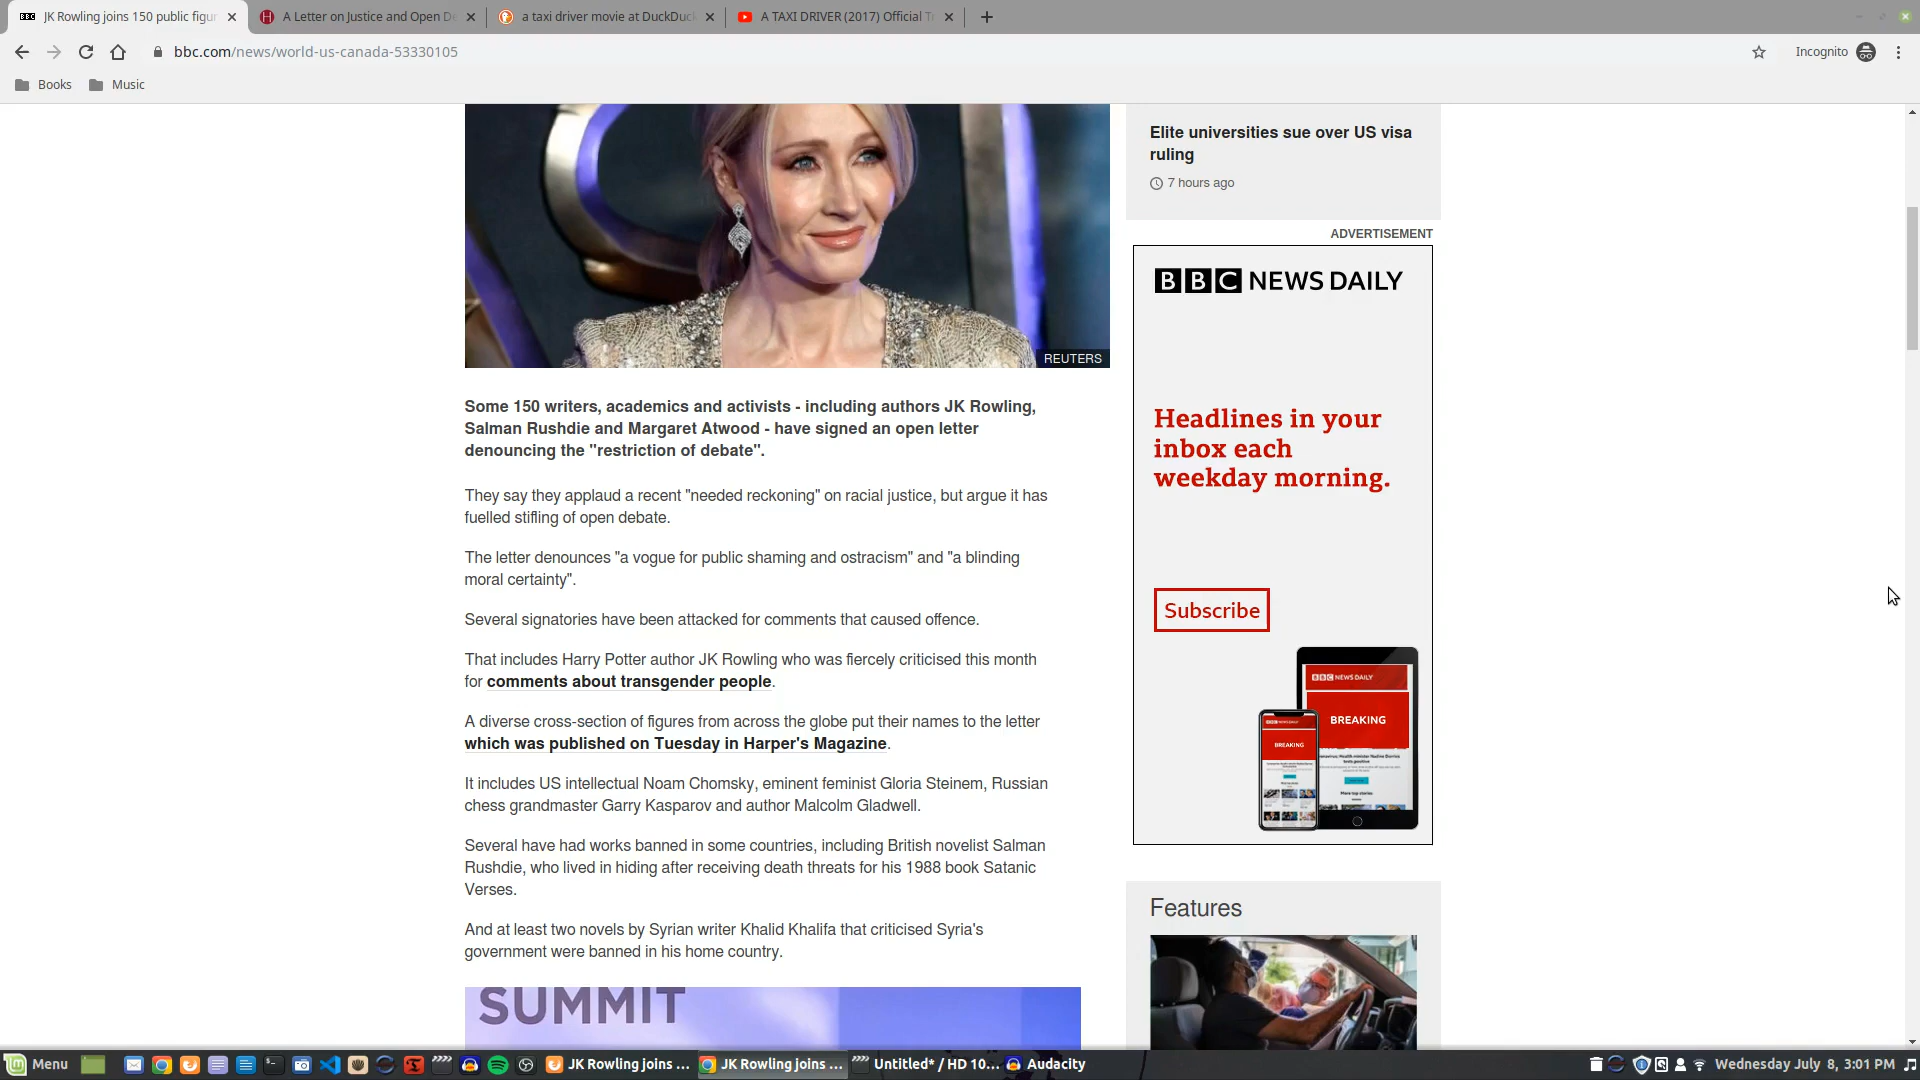 JK Rowling joins 150 public figur
A Letter on Justice and Open De
a taxi driver movie at DuckDuck
A TAXI DRIVER (2017) Official Tr
bbc.com/news/world-us-canada-53330105
Incognito
Books
Music
Elite universities sue over US visa
ruling
7 hours ago
ADVERTISEMENT
BBC NEWS DAILY
Headlines in your
inbox each
weekday morning.
Subscribe
BBC NEWS DAILY
BREAKING
BREAKING
Features
REUTERS
Some 150 writers, academics and activists - including authors JK Rowling,
Salman Rushdie and Margaret Atwood - have signed an open letter
denouncing the "restriction of debate".
They say they applaud a recent "needed reckoning" on racial justice, but argue it has
fuelled stifling of open debate.
The letter denounces "a vogue for public shaming and ostracism" and "a blinding
moral certainty".
Several signatories have been attacked for comments that caused offence.
That includes Harry Potter author JK Rowling who was fiercely criticised this month
for comments about transgender people.
A diverse cross-section of figures from across the globe put their names to the letter
which was published on Tuesday in Harper's Magazine.
It includes US intellectual Noam Chomsky, eminent feminist Gloria Steinem, Russian
chess grandmaster Garry Kasparov and author Malcolm Gladwell.
Several have had works banned in some countries, including British novelist Salman
Rushdie, who lived in hiding after receiving death threats for his 1988 book Satanic
Verses.
And at least two novels by Syrian writer Khalid Khalifa that criticised Syria's
government were banned in his home country.
SUMMIT
Menu
JK Rowling joins ...
JK Rowling joins ...
Untitled* / HD 10...
Audacity
Wednesday July 8, 3:01 PM